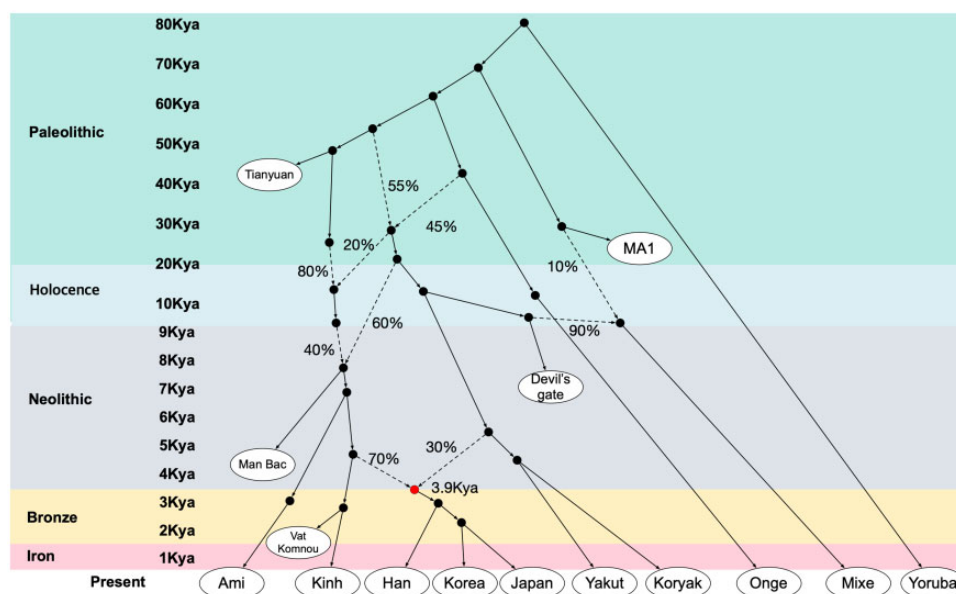 80Kya
70Kya
60Kya
Paleolithic
50Kya
Tianyuan
40Kya
55%
30Kya
45%
20%
MA1
20Kya
80%
10%
Holocence
10Kya
60%
90%
9Kya
40%
8Kya
Devil's
gate
7Kya
Neolithic
6Kya
5Kya
30%
Man Bac
70%
4Kya
3.9Kya
3Kya
Bronze
2Kya
Vat
Komnou
Iron
1Kya
Present
Ami
Kinh
Han
Korea
Japan
Yakut
Koryak
Onge
Mixe
Yoruba